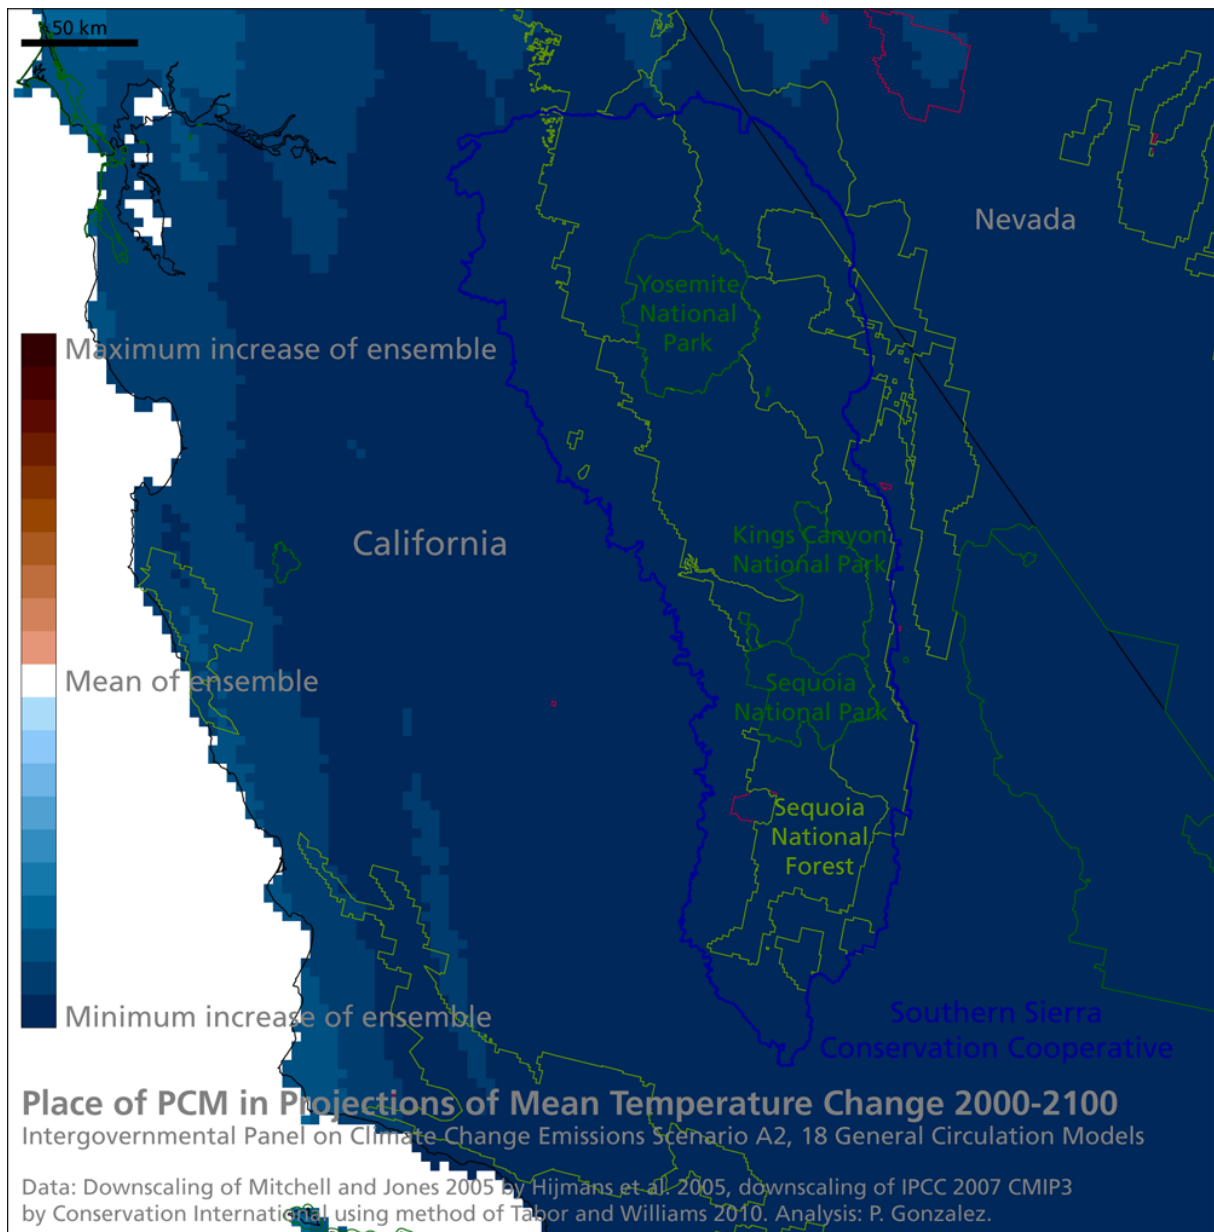 50 km
Nevada
Yosemite
National
Park
Maximum increase of ensemble
California
Kings Canyon
National Park
Mean of ensemble
Sequoia
National Park
Sequoia
National
Forest
Minimum increase of ensemble
Southern Sierra
Conservation Cooperative
Place of PCM in Projections of Mean Temperature Change 2000-2100
Intergovernmental Panel on Climate Change Emissions Scenario A2, 18 General Circulation Models
Data: Downscaling of Mitchell and Jones 2005 by Hijmans et al. 2005, downscaling of IPCC 2007 CMIP3
by Conservation International using method of Tabor and Williams 2010. Analysis: P. Gonzalez.